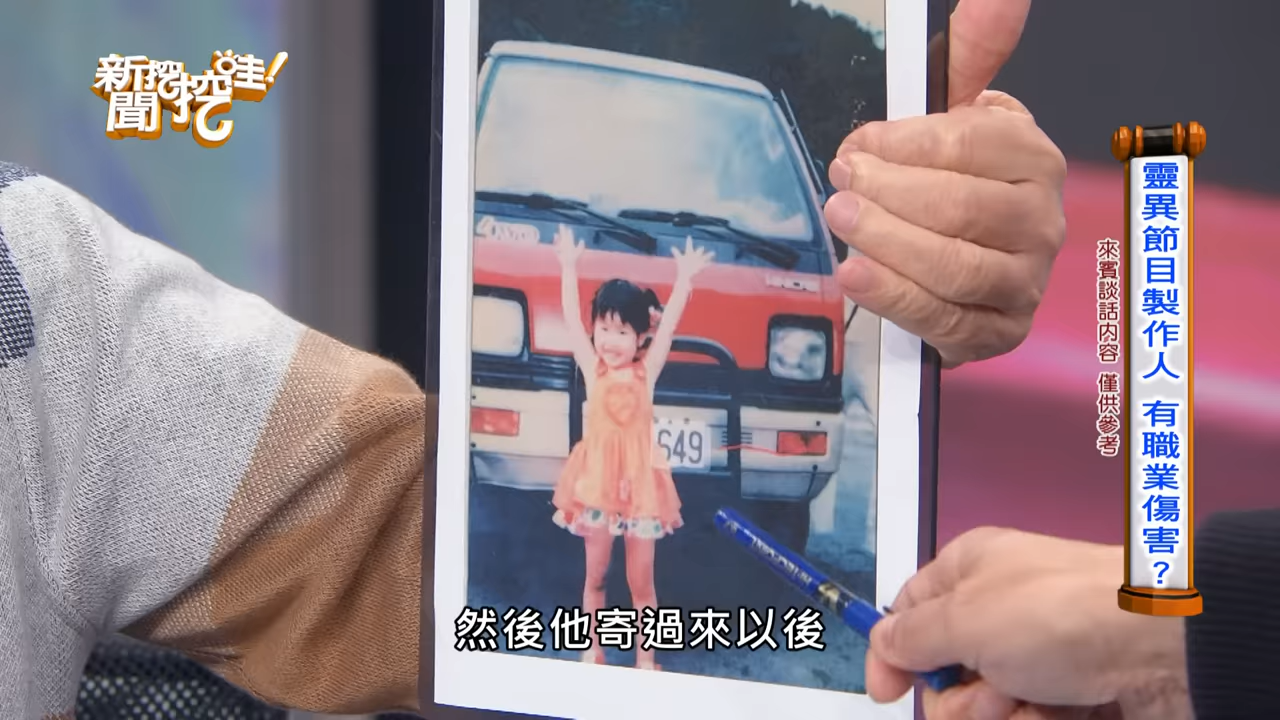 新聞挖挖哇!
靈異節目製作人 有職業傷害?
來賓談話內容 僅供參考
4WD
649
然後他寄過來以後